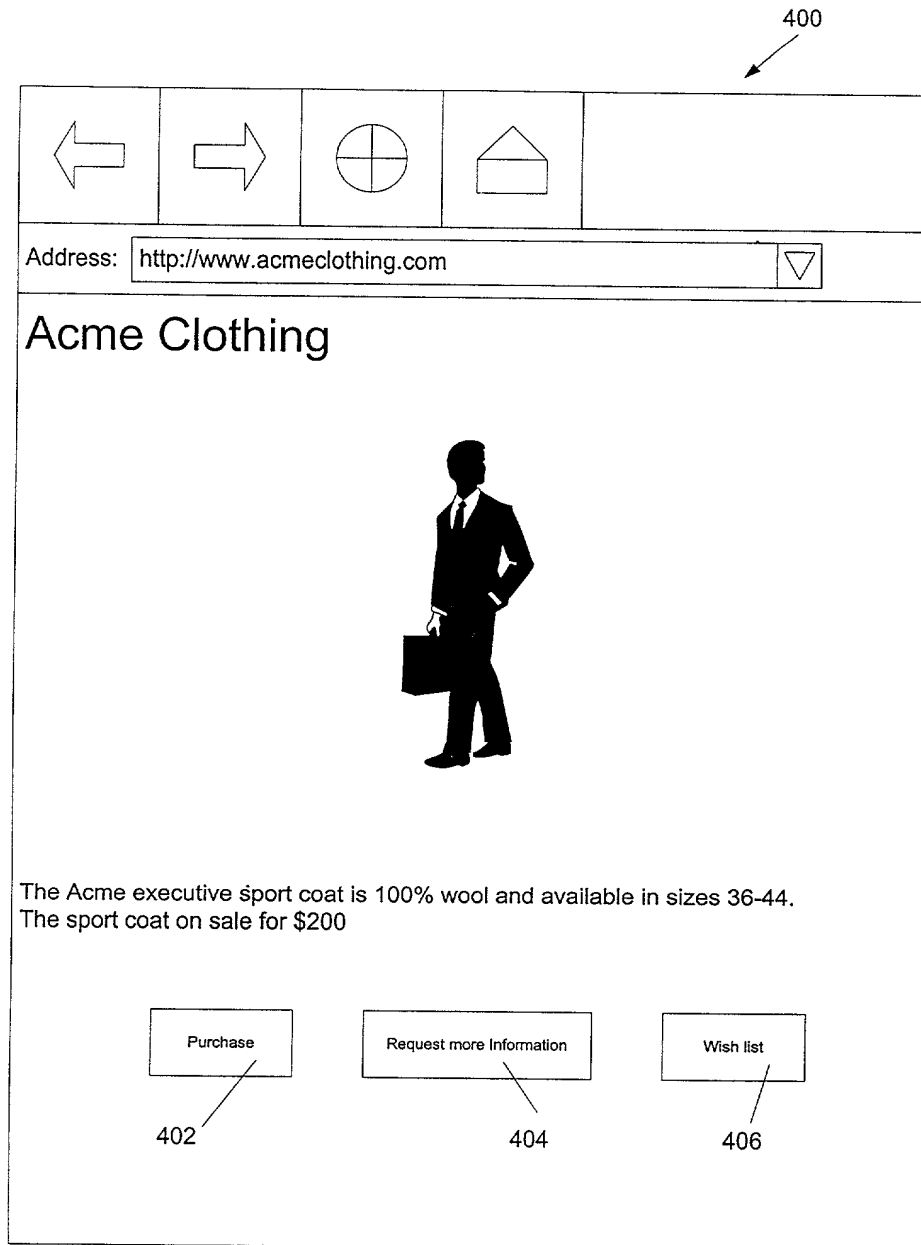 400
Address: http://www.acmeclothing.com
Acme Clothing
The Acme executive sport coat is 100% wool and available in sizes 36-44.
The sport coat on sale for $200
Purchase
Request more Information
Wish list
402
404
406